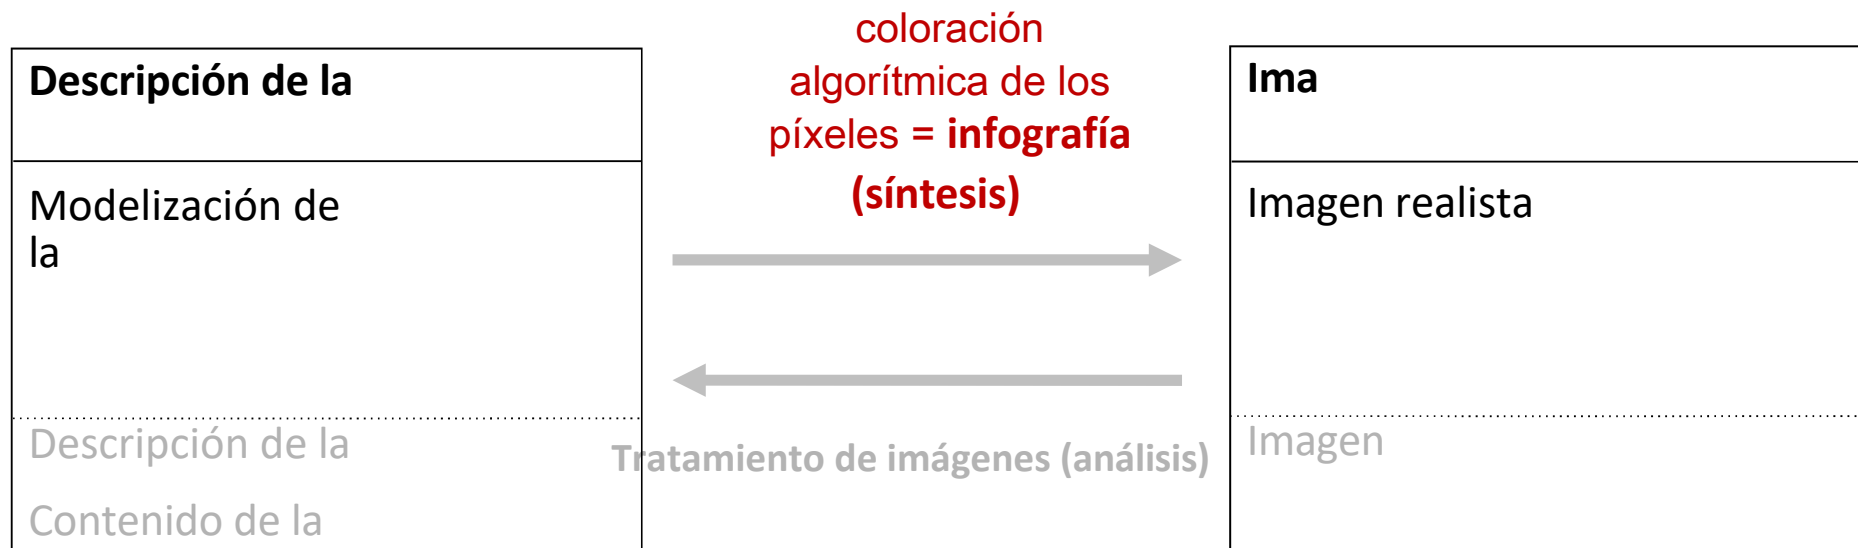 Descripción de la
Modelización de
la
Descripción de la
Contenido de la
coloración
algorítmica de los
píxeles = infografía
(síntesis)
Tratamiento de imágenes (análisis)
Ima
Imagen realista
Imagen